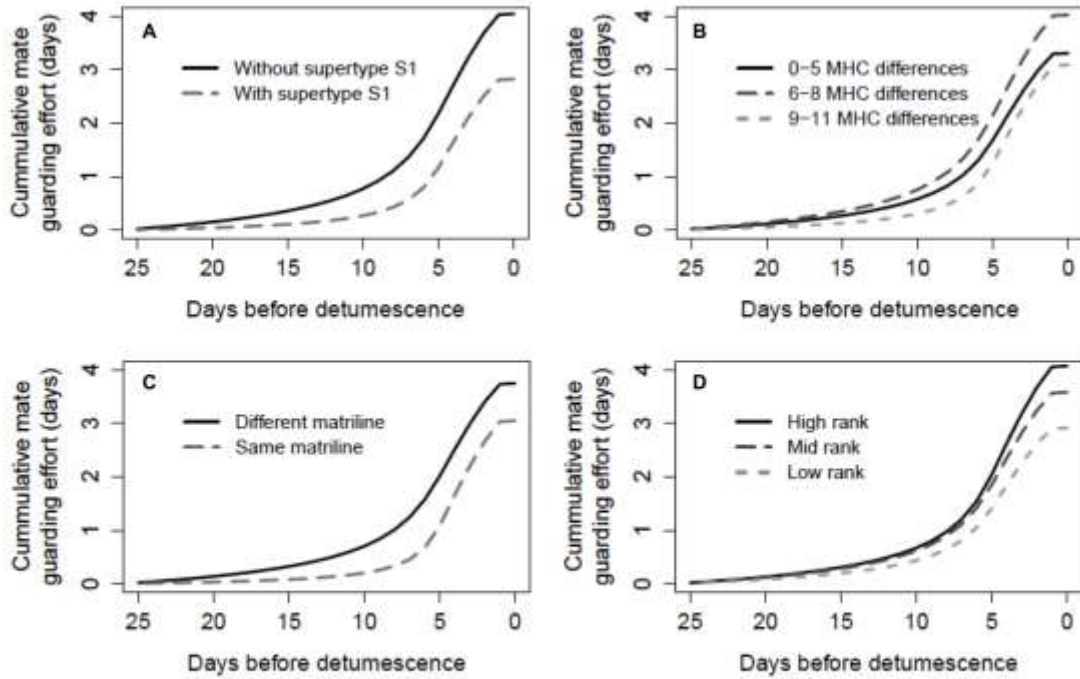 A
Without supertype S1
With supertype S1
Cummulative mate
guarding effort (days)
0 1 2 3 4
25 20 15 10 5 0
Days before detumescence
B
0−5 MHC differences
6−8 MHC differences
9−11 MHC differences
Cummulative mate
guarding effort (days)
0 1 2 3 4
25 20 15 10 5 0
Days before detumescence
C
Different matriline
Same matriline
Cummulative mate
guarding effort (days)
0 1 2 3 4
25 20 15 10 5 0
Days before detumescence
D
High rank
Mid rank
Low rank
Cummulative mate
guarding effort (days)
0 1 2 3 4
25 20 15 10 5 0
Days before detumescence